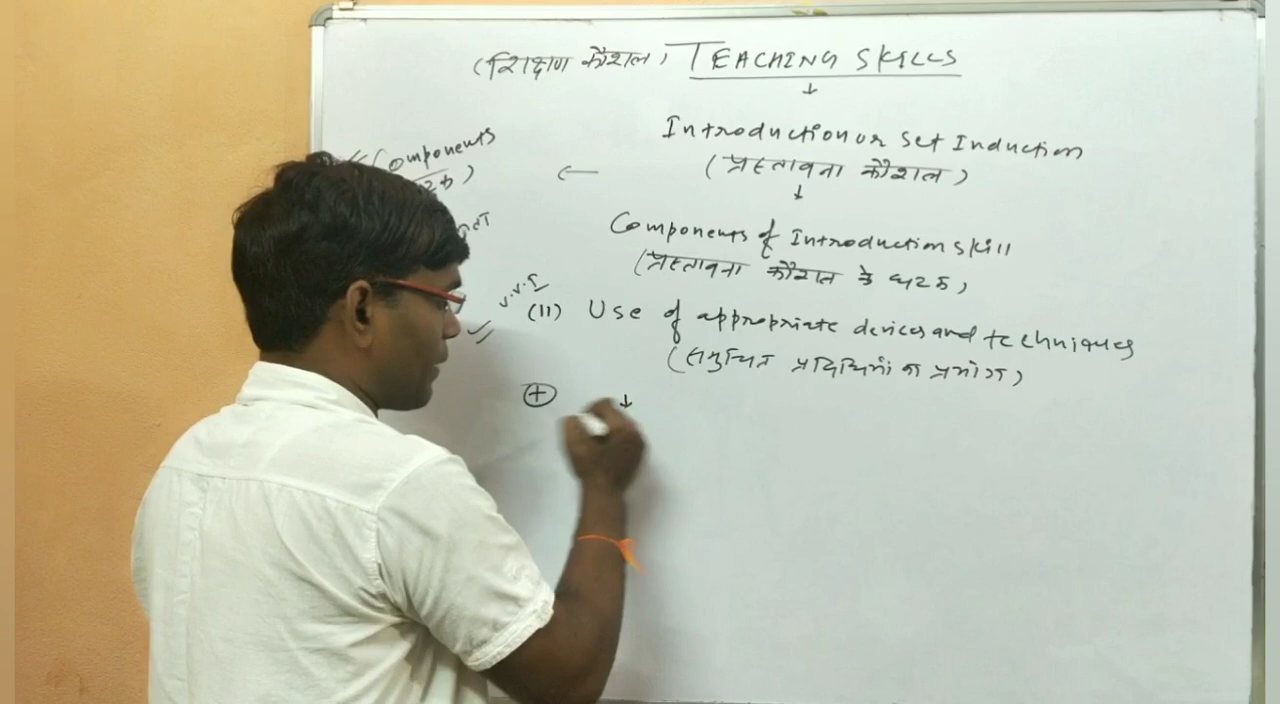 (शिक्षण कौशल) TEACHING SKILLS
↓
Introduction or Set Induction
(प्रस्तावना कौशल)
←
Components
↓
Components of Introduction skill
(प्रस्तावना कौशल के घटक)
v.v.I
(II) Use of appropriate devices and techniques
(समुचित प्रविधियों का प्रयोग)
+ ↓